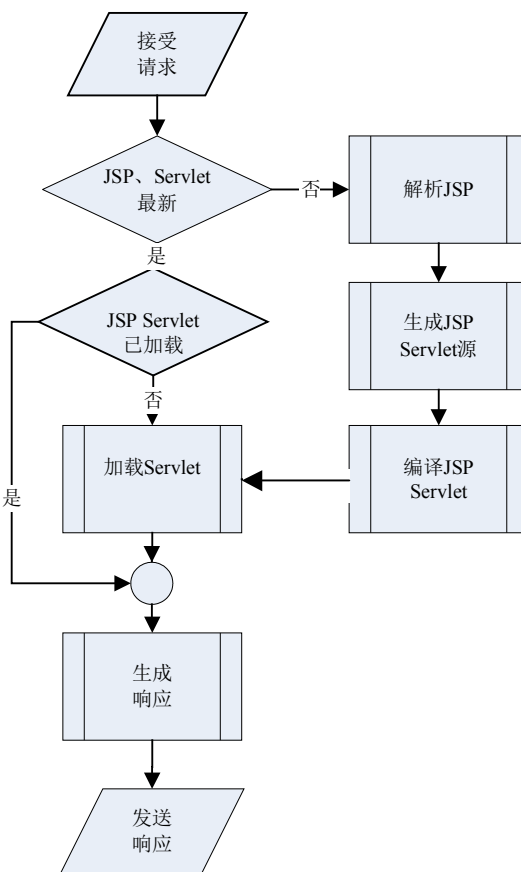 接受
请求
JSP、Servlet
最新
否
解析JSP
是
JSP Servlet
已加载
生成JSP
Servlet源
否
加载Servlet
编译JSP
Servlet
是
生成
响应
发送
响应